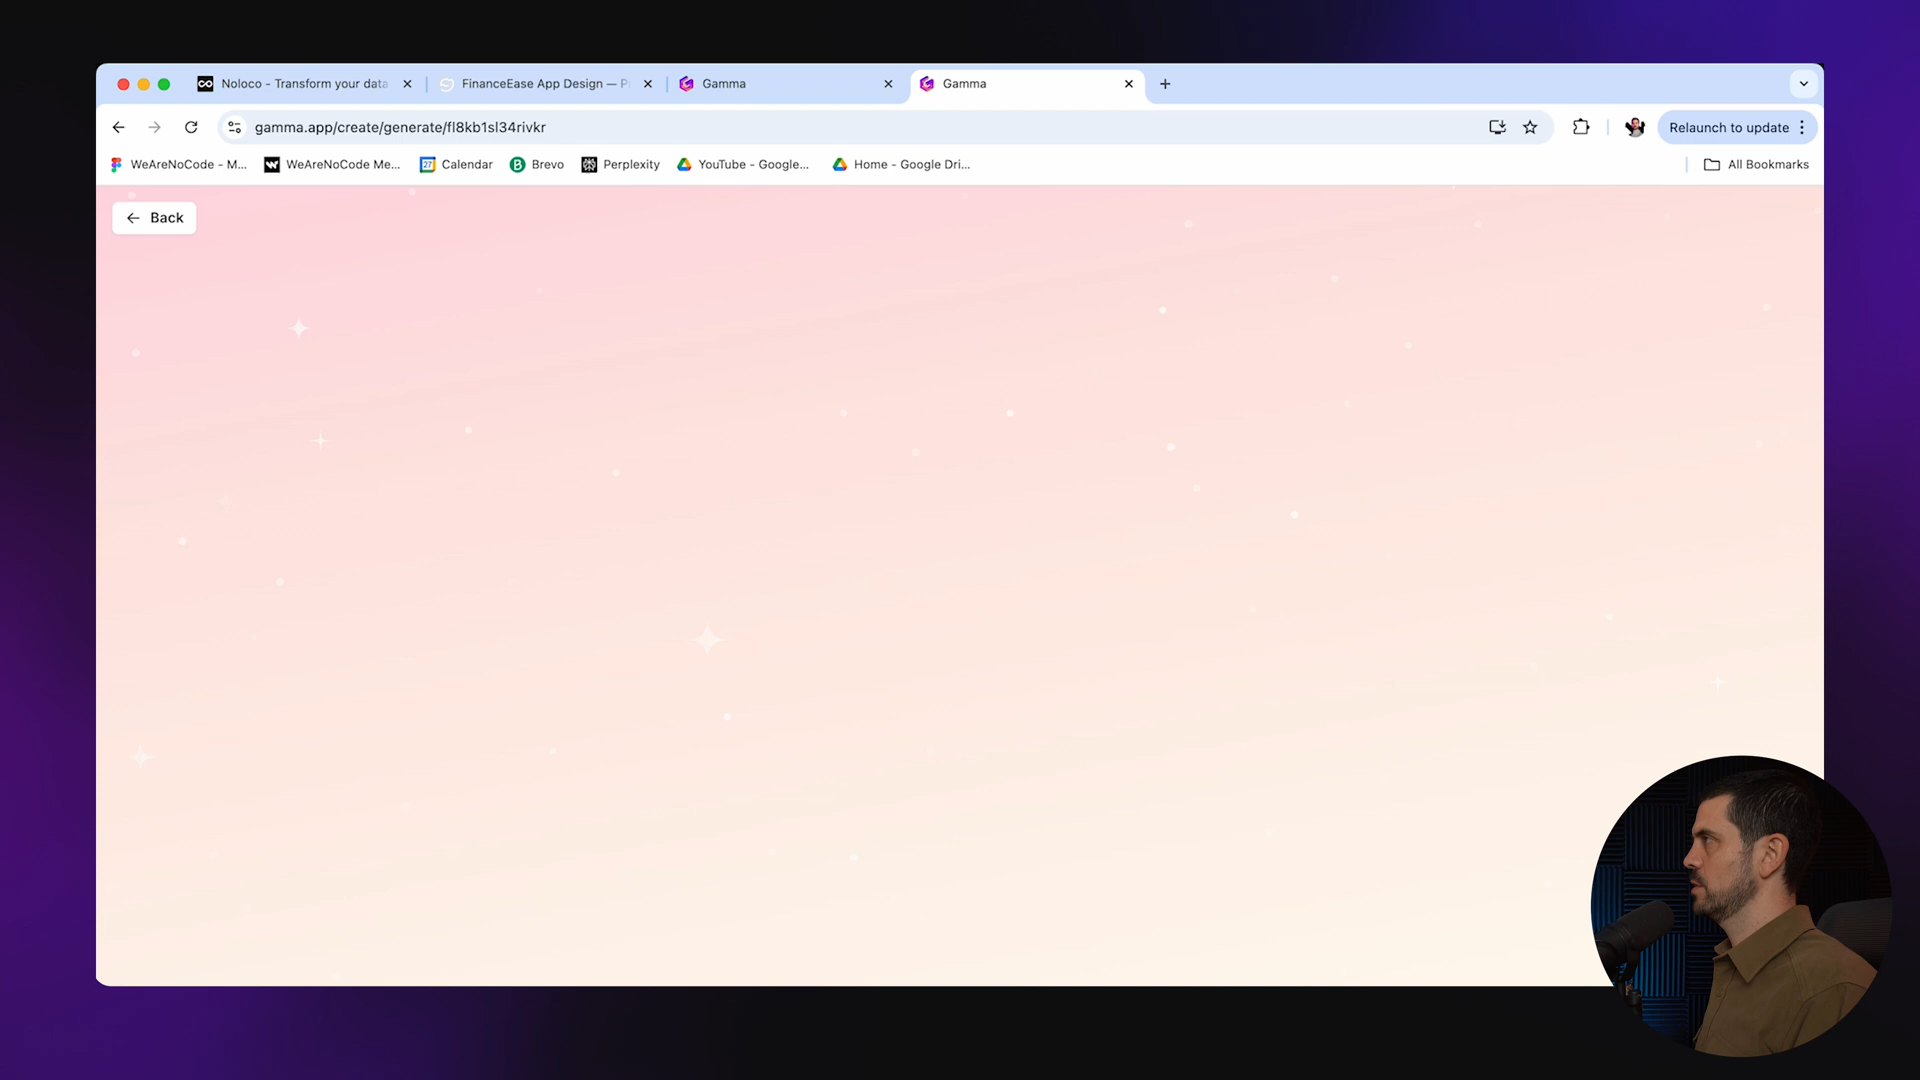 Noloco - Transform your data
FinanceEase App Design — P
Gamma
Gamma
gamma.app/create/generate/fl8kb1sl34rivkr
Relaunch to update
WeAreNoCode - M...
WeAreNoCode Me...
27
Calendar
B
Brevo
Perplexity
YouTube - Google...
Home - Google Dri...
All Bookmarks
Back